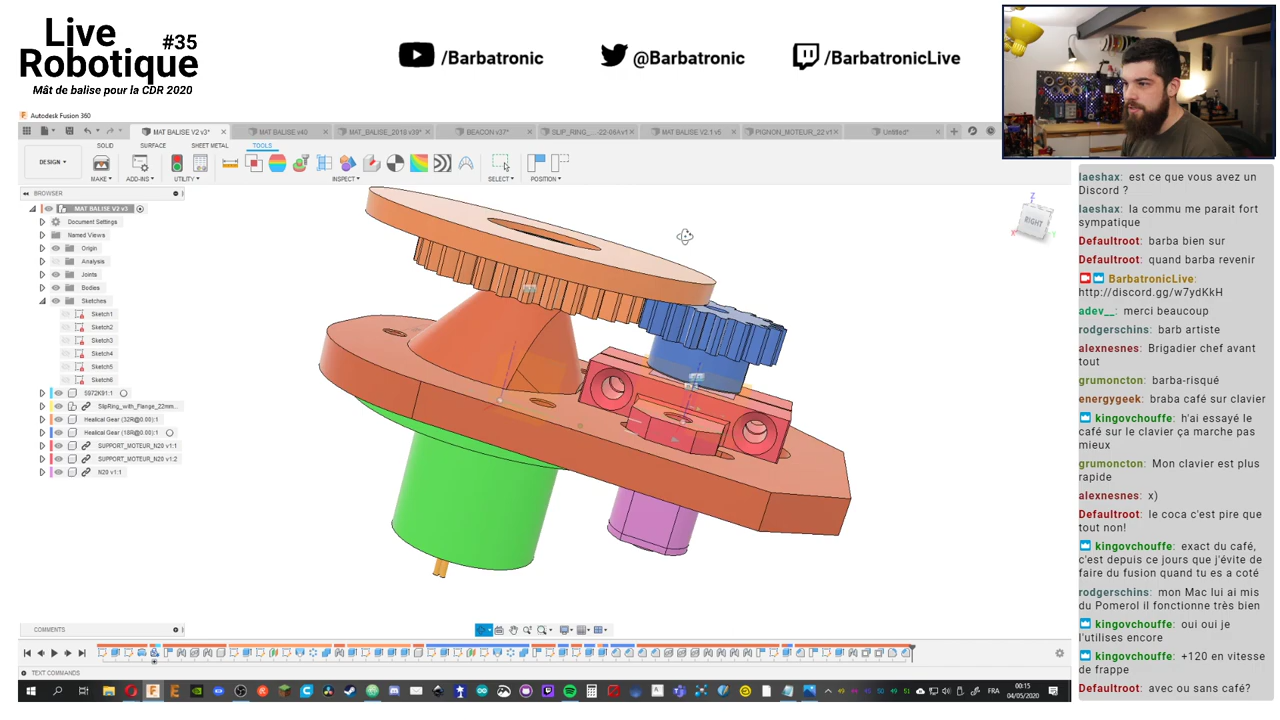 Live
Robotique #35
Mât de balise pour la CDR 2020
/Barbatronic
@Barbatronic
/BarbatronicLive
Autodesk Fusion 360
MAT BALISE V2 v3*
MAT BALISE v40
MAT_BALISE_2019 v39*
BEACON v37*
SLIP_RING_...-22-06Av1*
MAT BALISE V2.1 v6
PIGNON_MOTEUR_22 v1*
Untitled*
SOLID
SURFACE
SHEET METAL
TOOLS
DESIGN
MAKE
ADD-INS
UTILITY
INSPECT
SELECT
POSITION
BROWSER
MAT BALISE V2 v3
Document Settings
Named Views
Origin
Analysis
Joints
Bodies
Sketches
Sketch1
Sketch2
Sketch3
Sketch4
Sketch5
Sketch6
5972K91:1
SlipRing_with_Flange_22mm...
Healical Gear (32R@0.00):1
Healical Gear (18R@0.00):1
SUPPORT_MOTEUR_N20 v1:1
SUPPORT_MOTEUR_N20 v1:2
N20 v1:1
Z
RIGHT
COMMENTS
TEXT COMMANDS
FRA
00:15
04/05/2020
laeshax: est ce que vous avez un
Discord ?
laeshax: la commu me parait fort
sympatique
Defaultroot: barba bien sur
Defaultroot: quand barba revenir
BarbatronicLive:
http://discord.gg/w7ydKkH
adev__: merci beaucoup
rodgerschins: barb artiste
alexnesnes: Brigadier chef avant
tout
grumoncton: barba-risqué
energygeek: braba café sur clavier
kingovchouffe: h'ai essayé le
café sur le clavier ça marche pas
mieux
grumoncton: Mon clavier est plus
rapide
alexnesnes: x)
Defaultroot: le coca c'est pire que
tout non!
kingovchouffe: exact du café,
c'est depuis ce jours que j'évite de
faire du fusion quand tu es a coté
rodgerschins: mon Mac lui ai mis
du Pomerol il fonctionne très bien
kingovchouffe: oui oui je
l'utilises encore
kingovchouffe: +120 en vitesse
de frappe
Defaultroot: avec ou sans café?